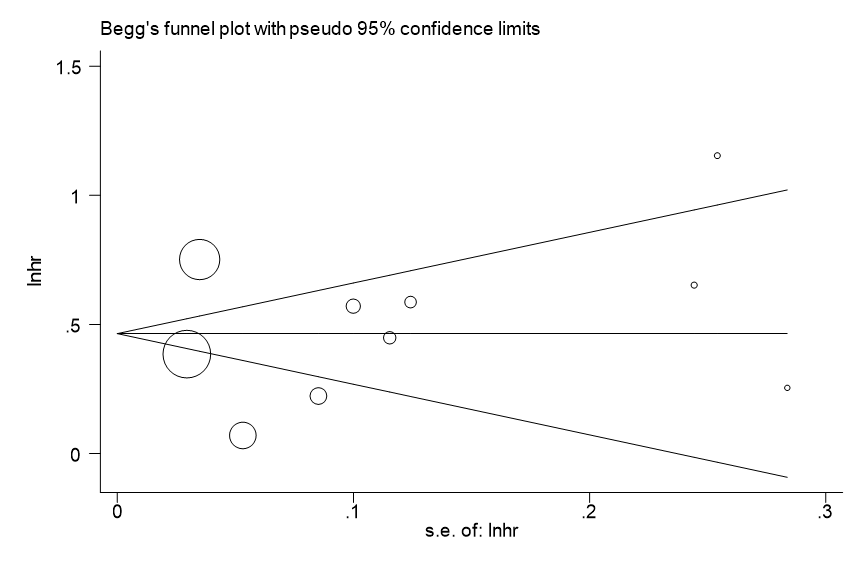 Begg's funnel plot with pseudo 95% confidence limits
lnhr
1.5
1
.5
0
0 .1 .2 .3
s.e. of: lnhr